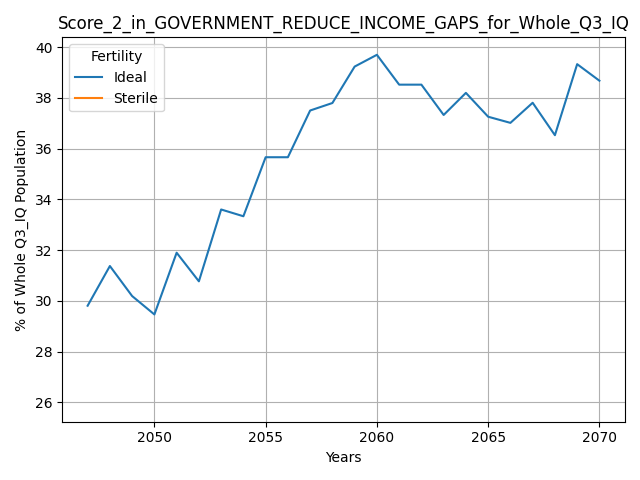 Score_2_in_GOVERNMENT_REDUCE_INCOME_GAPS_for_Whole_Q3_IQ
Fertility
Ideal
Sterile
% of Whole Q3_IQ Population
40
38
36
34
32
30
28
26
2050
2055
2060
2065
2070
Years